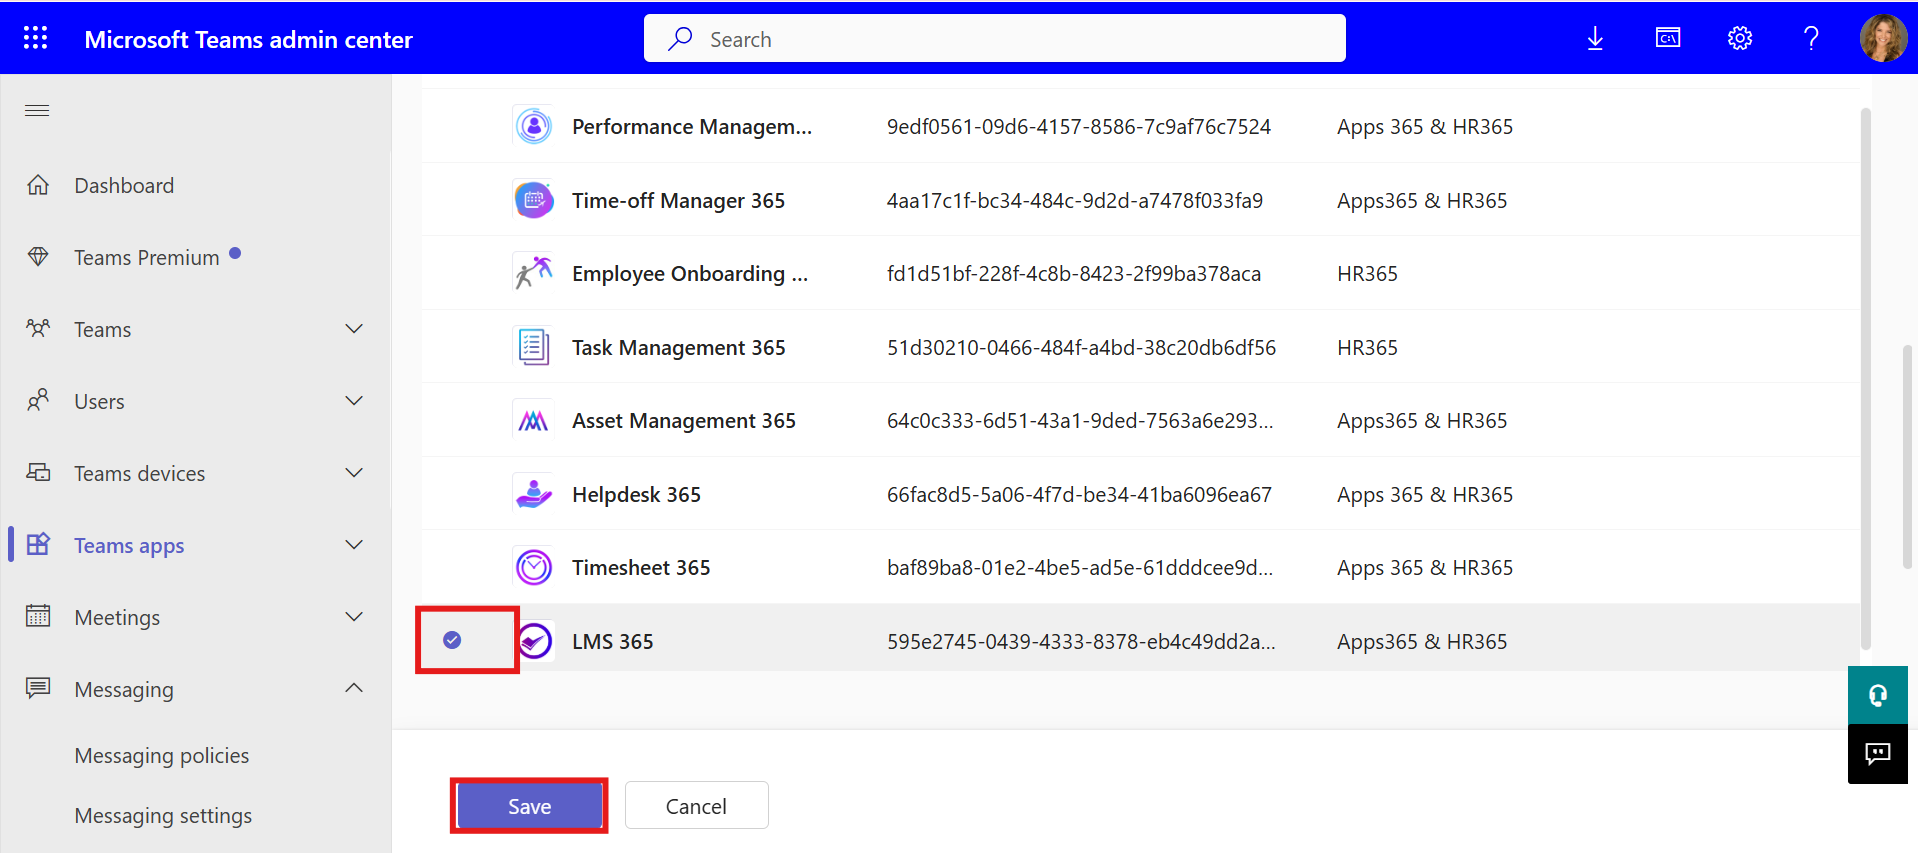 Microsoft Teams admin center
Search
C:\
?
Dashboard
Teams Premium
Teams
Users
Teams devices
Teams apps
Meetings
Messaging
Messaging policies
Messaging settings
Performance Managem... 9edf0561-09d6-4157-8586-7c9af76c7524 Apps 365 & HR365
Time-off Manager 365 4aa17c1f-bc34-484c-9d2d-a7478f033fa9 Apps365 & HR365
Employee Onboarding ... fd1d51bf-228f-4c8b-8423-2f99ba378aca HR365
Task Management 365 51d30210-0466-484f-a4bd-38c20db6df56 HR365
Asset Management 365 64c0c333-6d51-43a1-9ded-7563a6e293... Apps365 & HR365
Helpdesk 365 66fac8d5-5a06-4f7d-be34-41ba6096ea67 Apps 365 & HR365
Timesheet 365 baf89ba8-01e2-4be5-ad5e-61dddcee9d... Apps 365 & HR365
LMS 365 595e2745-0439-4333-8378-eb4c49dd2a... Apps365 & HR365
Save
Cancel